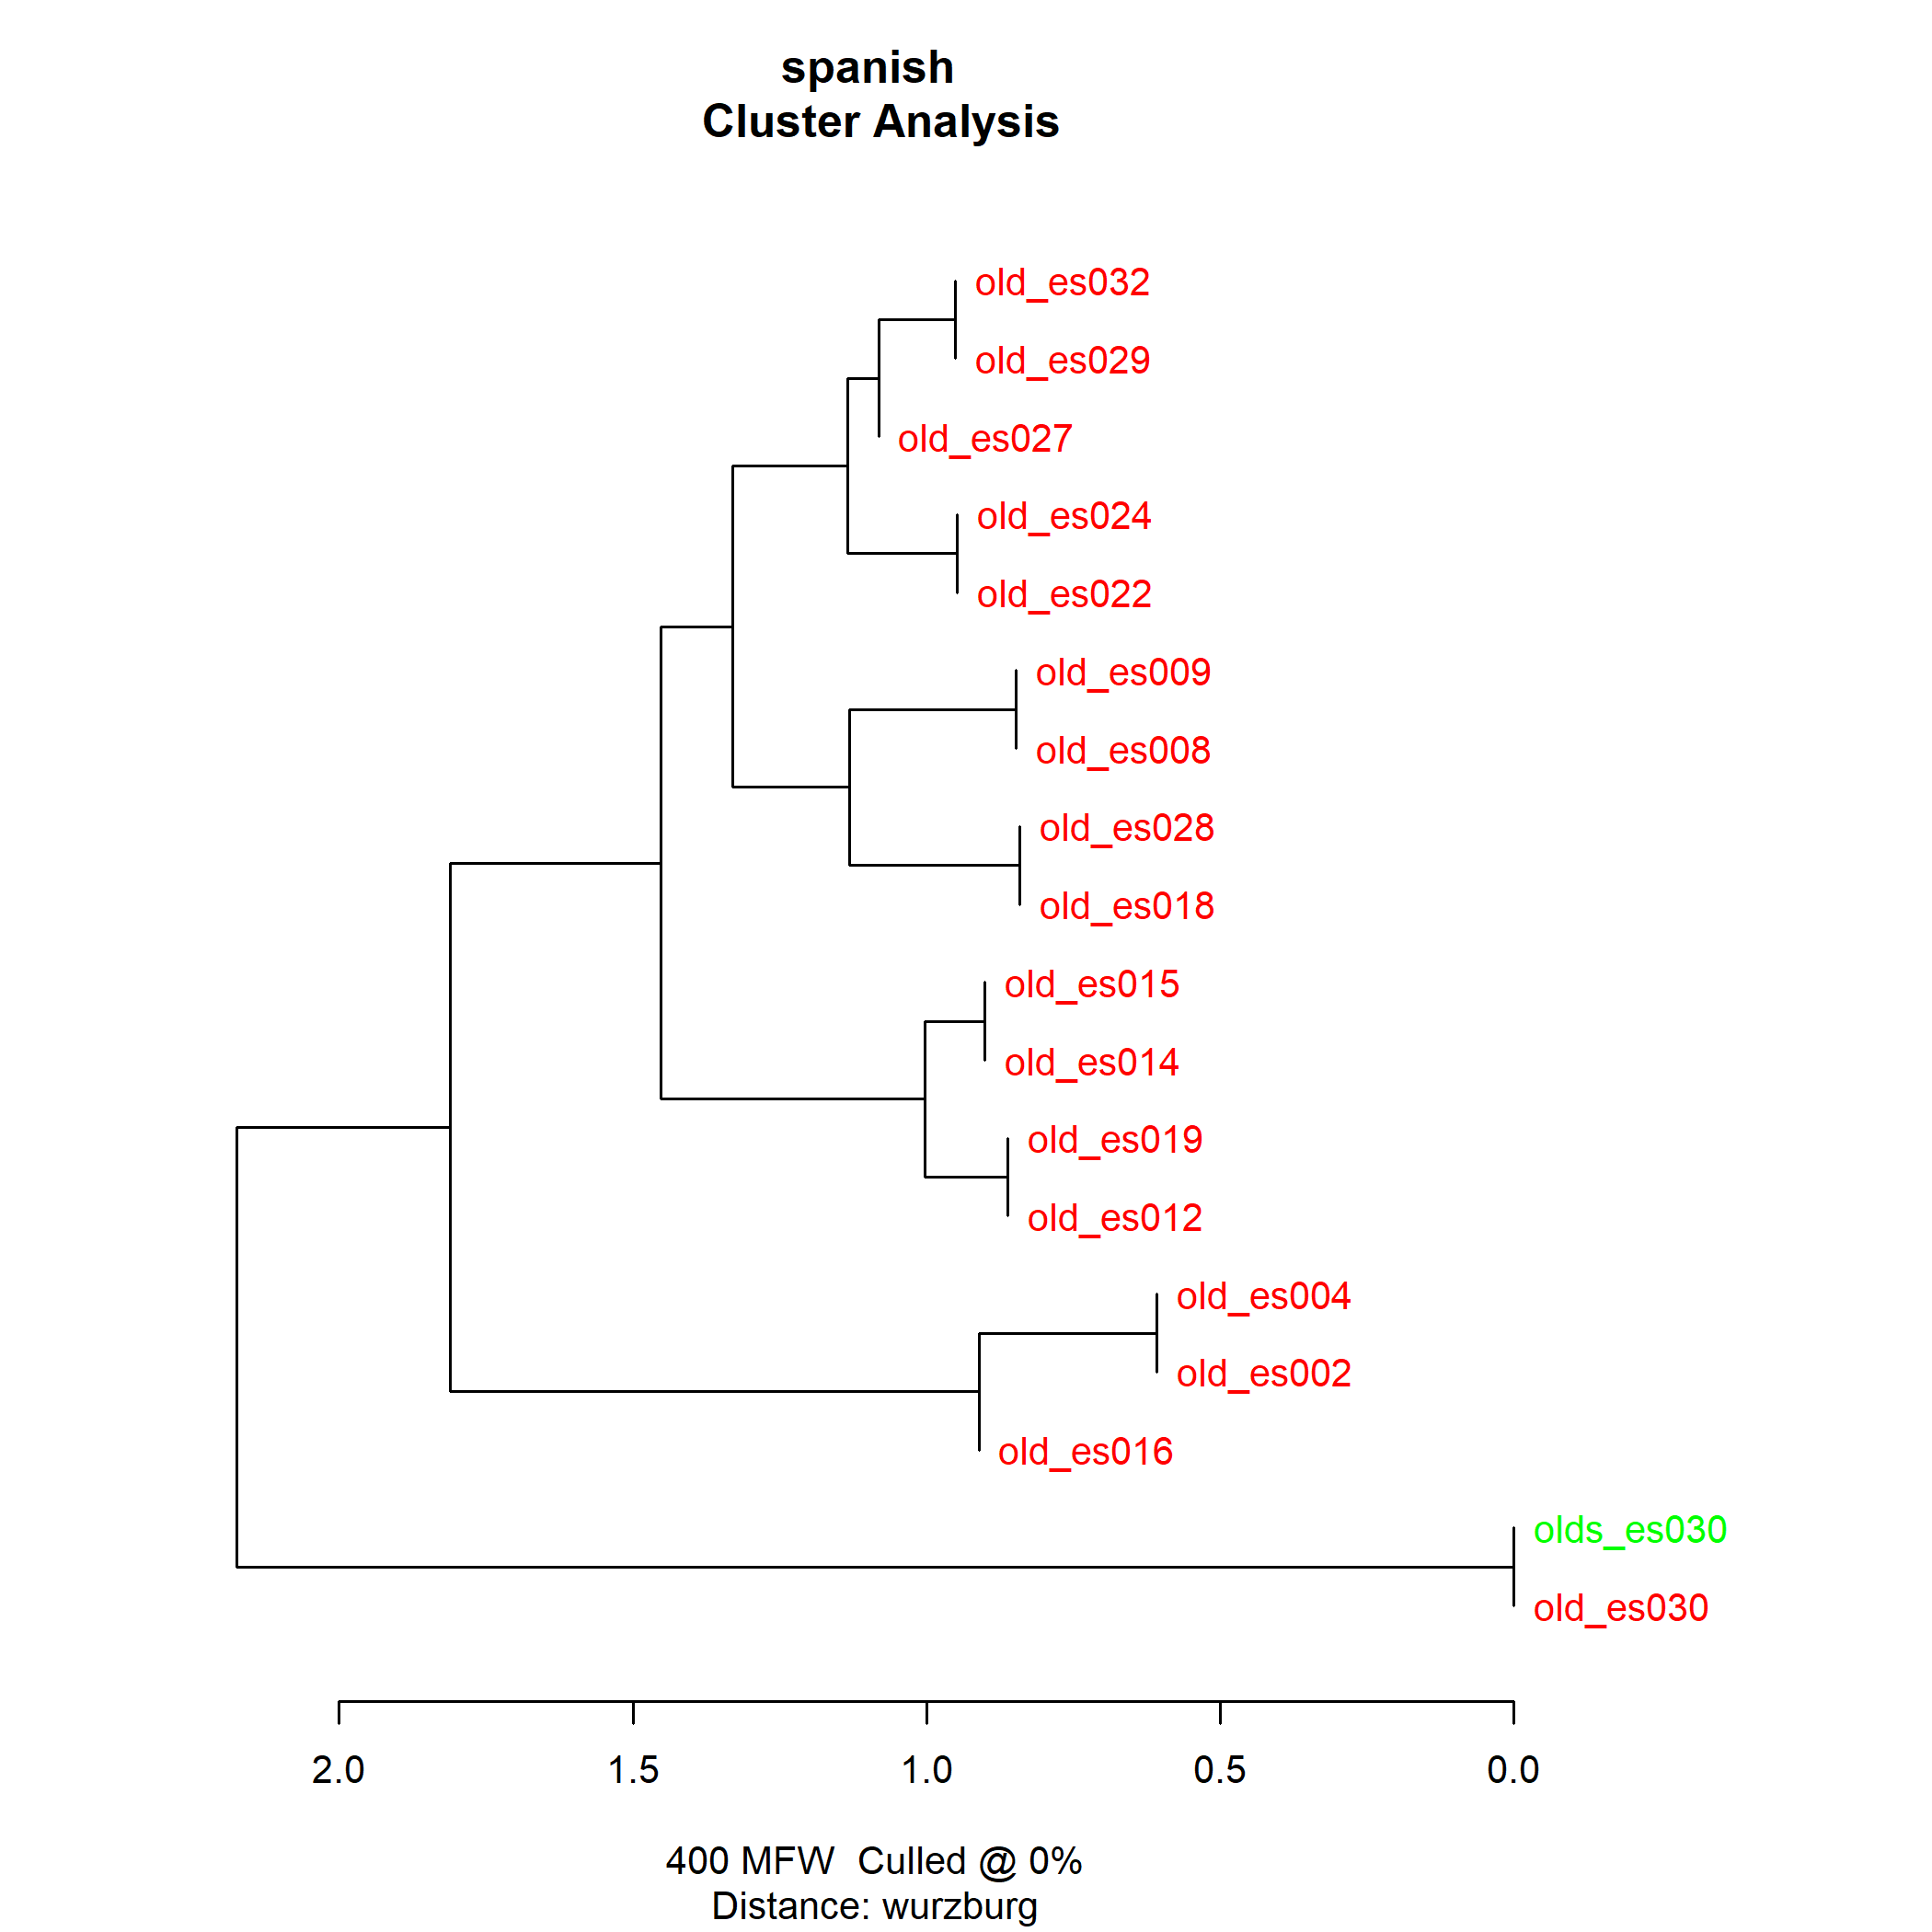 spanish
Cluster Analysis
old_es032
old_es029
old_es027
old_es024
old_es022
old_es009
old_es008
old_es028
old_es018
old_es015
old_es014
old_es019
old_es012
old_es004
old_es002
old_es016
olds_es030
old_es030
2.0 1.5 1.0 0.5 0.0
400 MFW  Culled @ 0%
Distance: wurzburg